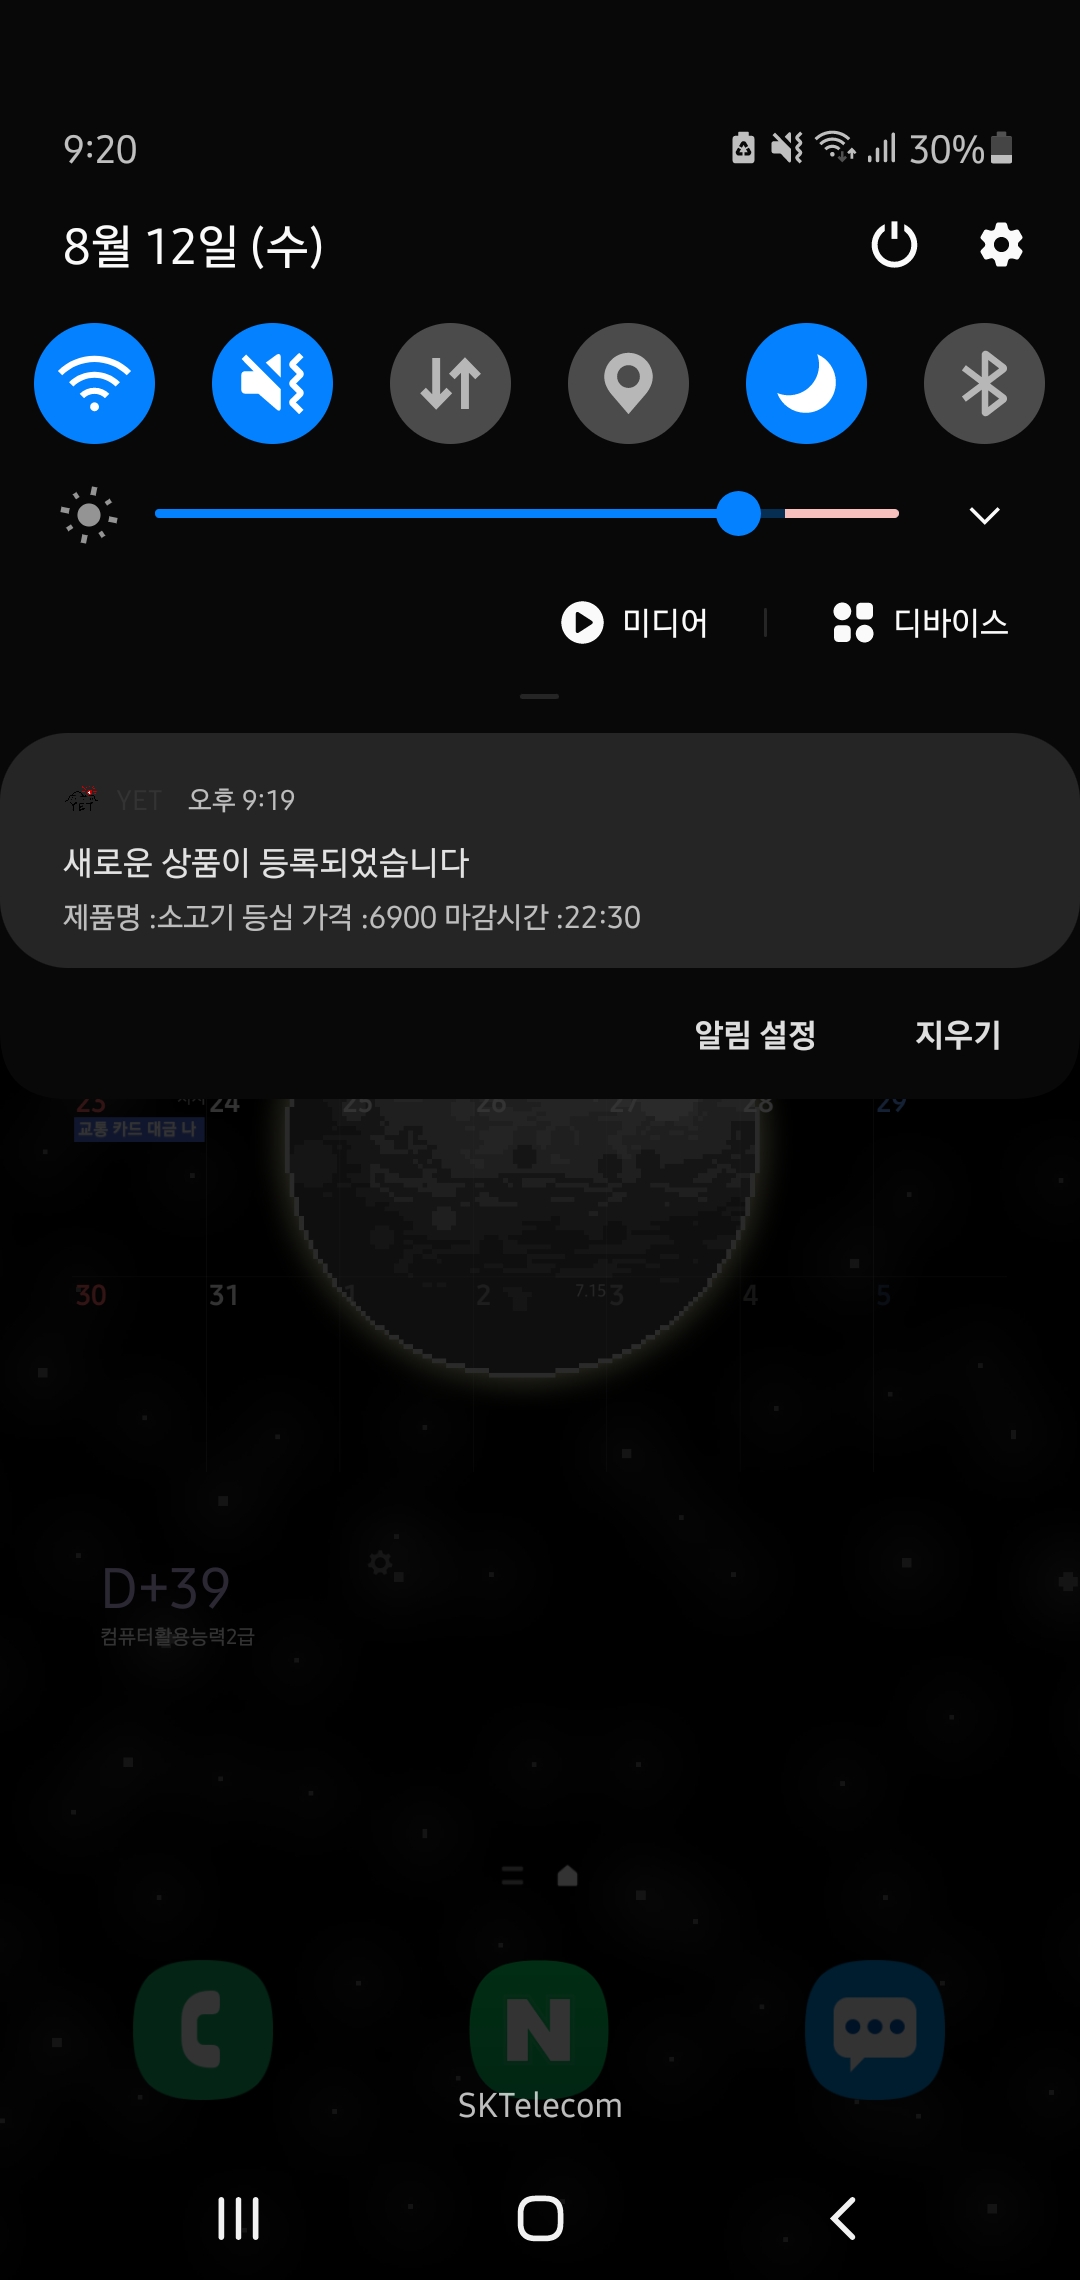 9:20
30%
8월 12일 (수)
미디어
디바이스
YET 오후 9:19
새로운 상품이 등록되었습니다
제품명 :소고기 등심 가격 :6900 마감시간 :22:30
알림 설정
지우기
23 24 25 26 27 28 29
교통 카드 대금 나
30 31 1 2 7.15 3 4 5
D+39
컴퓨터활용능력2급
N
SKTelecom